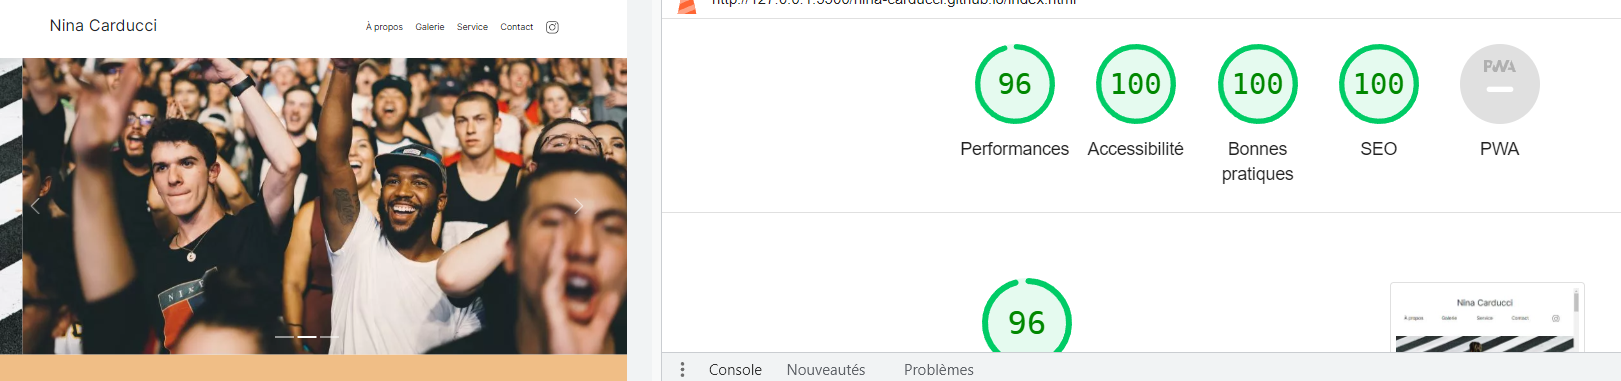 Nina Carducci
À propos Galerie Service Contact
http://127.0.0.1:5500/nina-carducci.github.io/index.html
96 100 100 100 PWA
Performances Accessibilité Bonnes pratiques SEO PWA
96
Nina Carducci
À propos Galerie Service Contact
Console Nouveautés Problèmes